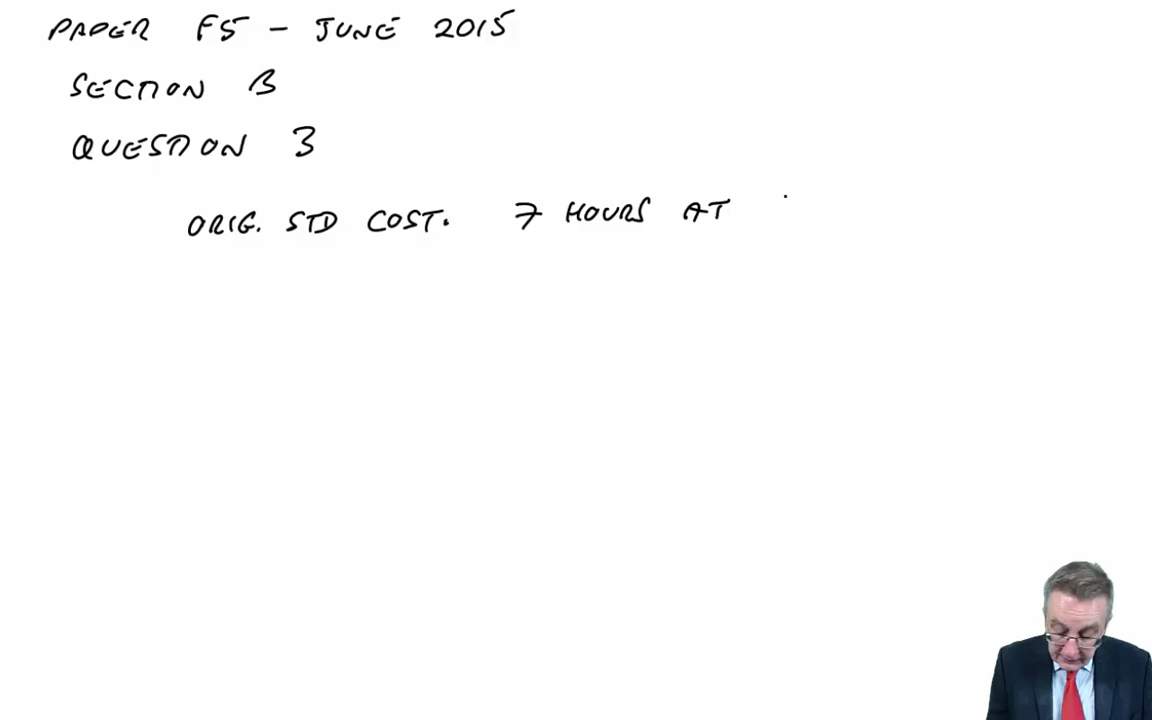 PAPER F5 - JUNE 2015
SECTION B
QUESTION 3
ORIG. STD COST. 7 HOURS AT